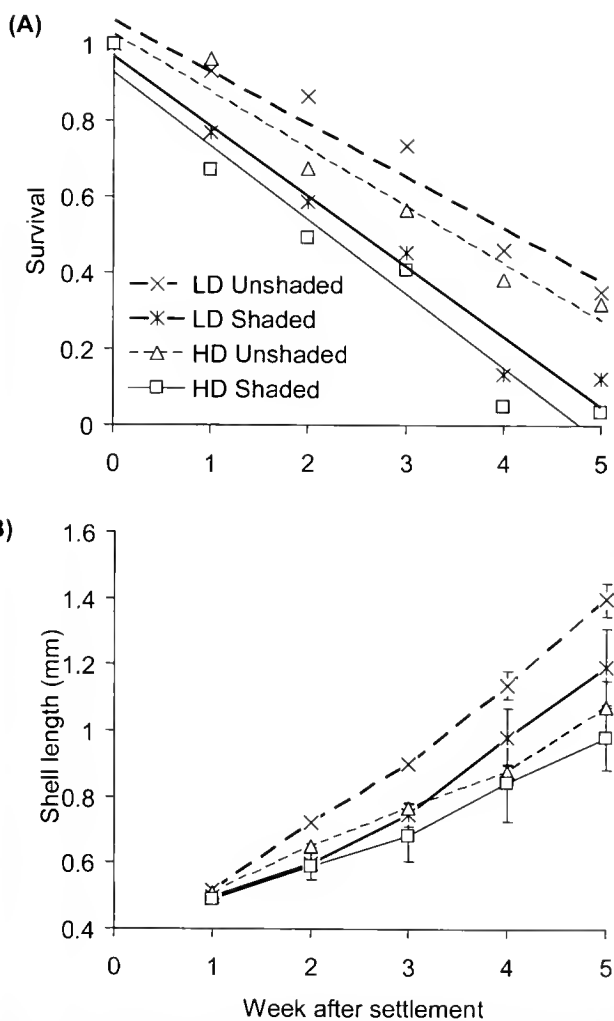 (A)
1
0.8
0.6
0.4
0.2
0
Survival
LD Unshaded
LD Shaded
HD Unshaded
HD Shaded
0 1 2 3 4 5
B)
1.6
1.4
1.2
1
0.8
0.6
0.4
Shell length (mm)
0 1 2 3 4 5
Week after settlement